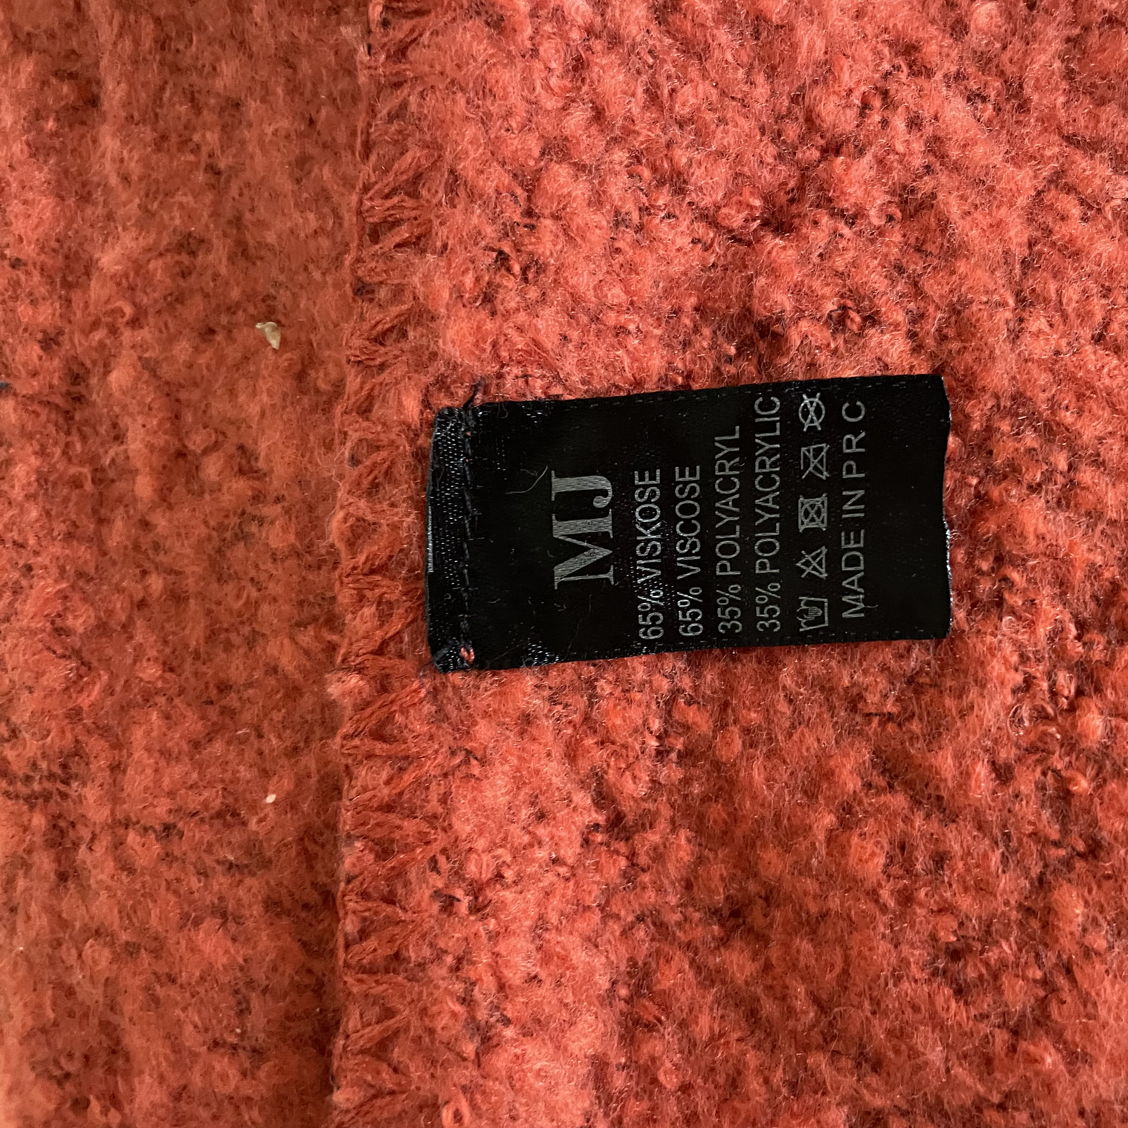 MJ
65% VISKOSE
65% VISCOSE
35% POLYACRYL
35% POLYACRYLIC
MADE IN P R C